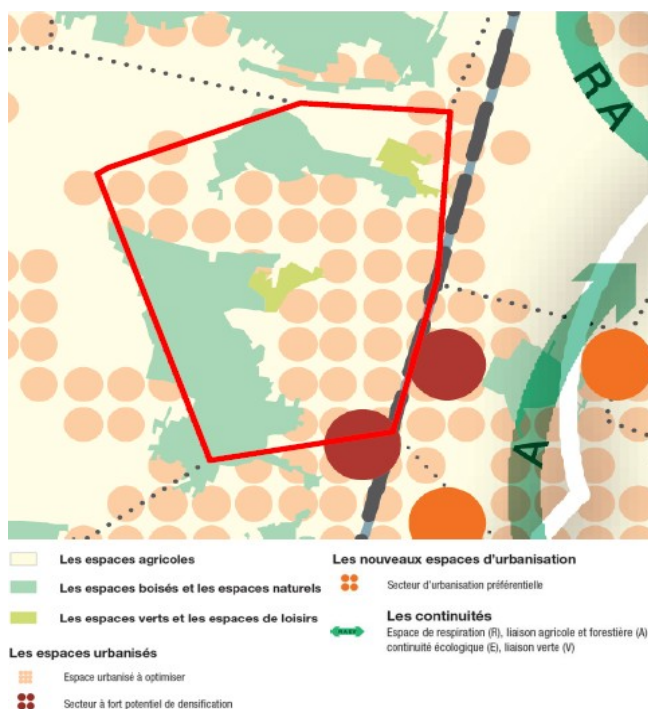 R A
A
Les espaces agricoles
Les espaces boisés et les espaces naturels
Les espaces verts et les espaces de loisirs
Les espaces urbanisés
Espace urbanisé à optimiser
Secteur à fort potentiel de densification
Les nouveaux espaces d'urbanisation
Secteur d'urbanisation préférentielle
Les continuités
Espace de respiration (R), liaison agricole et forestière (A)
continuité écologique (E), liaison verte (V)